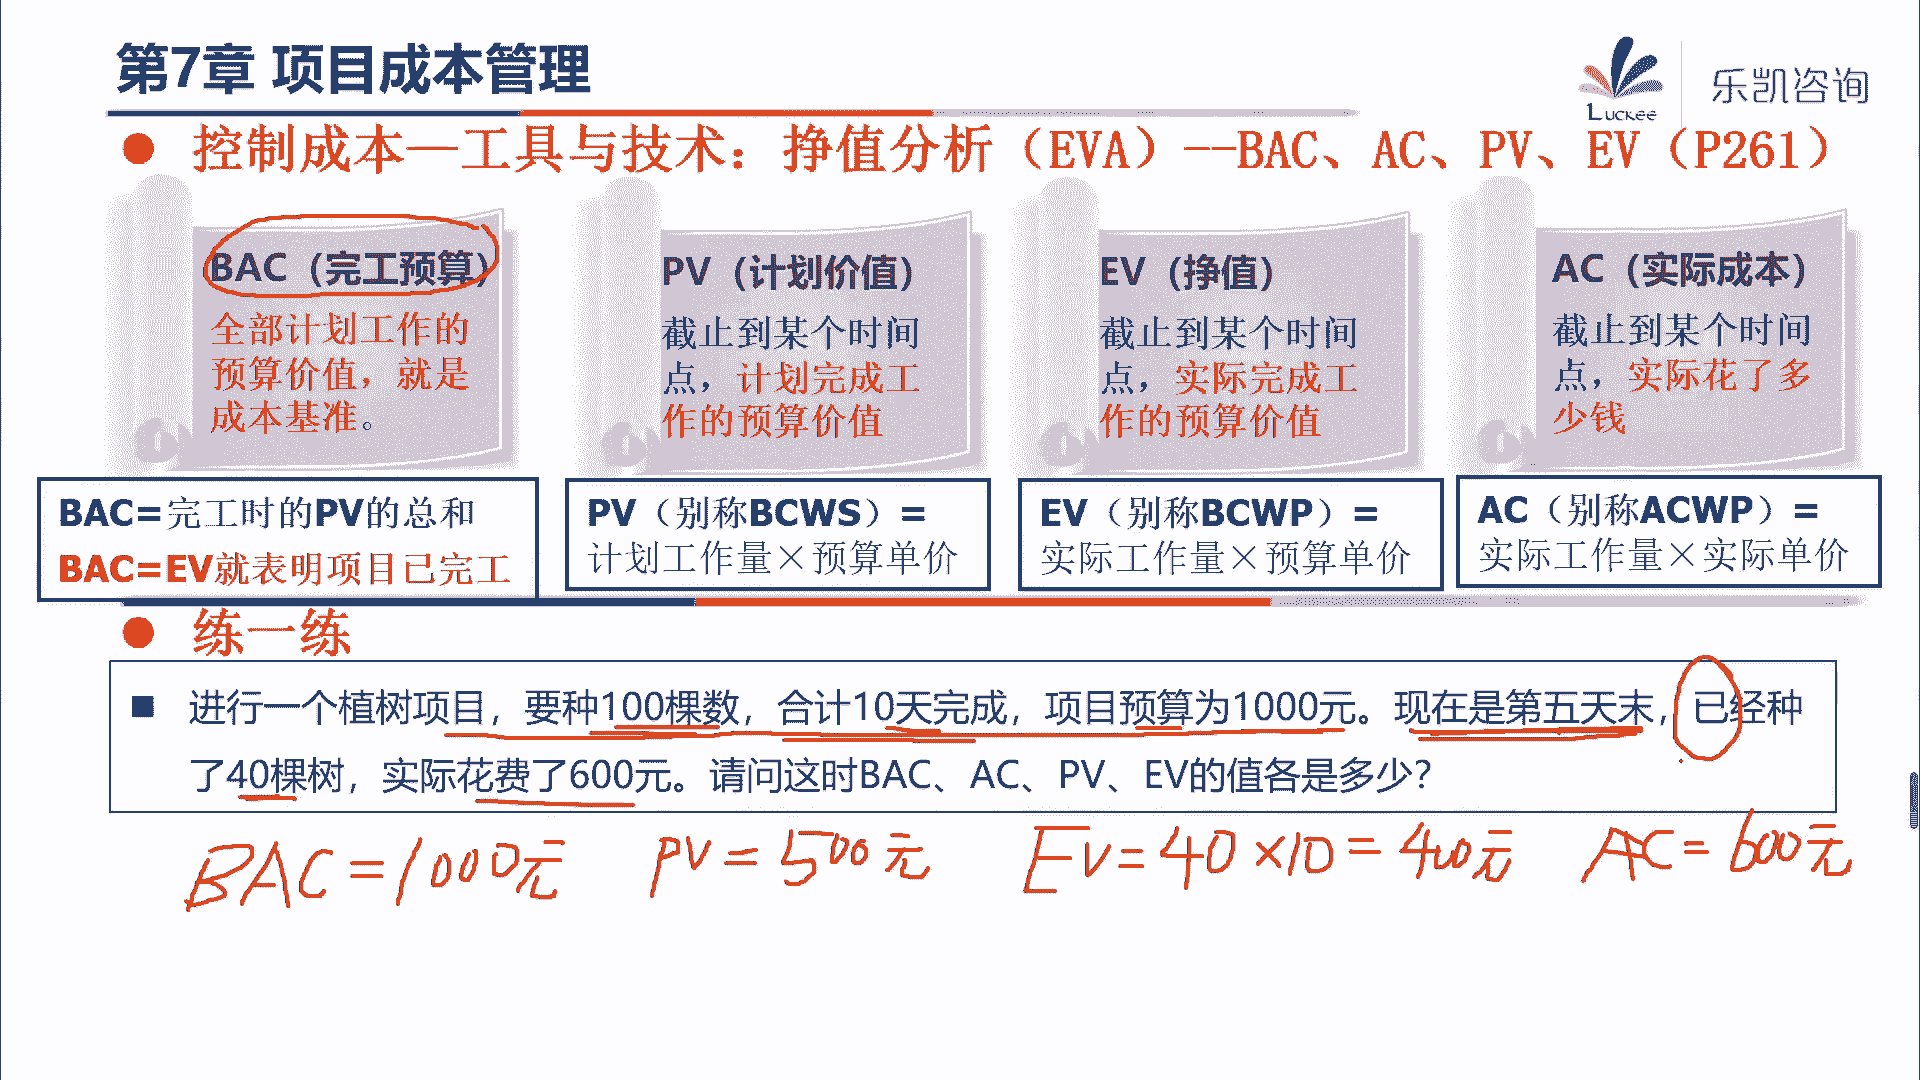 第7章 项目成本管理
Luckee
乐凯咨询
控制成本—工具与技术：挣值分析（EVA）--BAC、AC、PV、EV（P261）
BAC（完工预算）
全部计划工作的
预算价值，就是
成本基准。
PV（计划价值）
截止到某个时间
点，计划完成工
作的预算价值
EV（挣值）
截止到某个时间
点，实际完成工
作的预算价值
AC（实际成本）
截止到某个时间
点，实际花了多
少钱
BAC=完工时的PV的总和
BAC=EV就表明项目已完工
PV（别称BCWS）=
计划工作量×预算单价
EV（别称BCWP）=
实际工作量×预算单价
AC（别称ACWP）=
实际工作量×实际单价
练一练
进行一个植树项目，要种100棵数，合计10天完成，项目预算为1000元。现在是第五天末，已经种
了40棵树，实际花费了600元。请问这时BAC、AC、PV、EV的值各是多少？
BAC=1000元
PV=500元
EV=40×10=400元
AC=600元